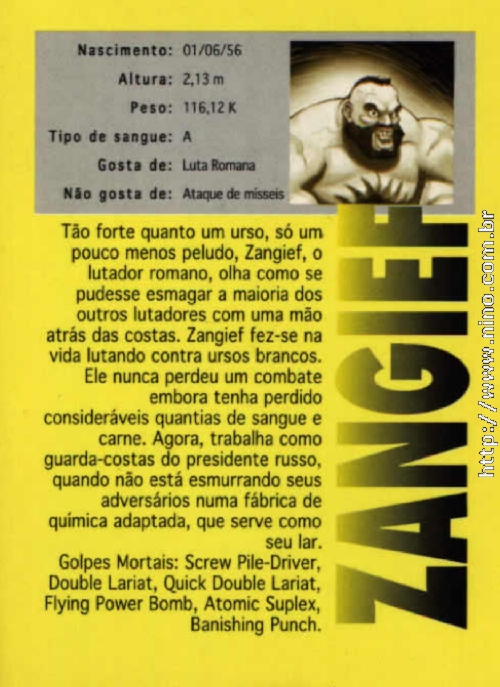 Nascimento: 01/06/56
Altura: 2,13 m
Peso: 116,12 K
Tipo de sangue: A
Gosta de: Luta Romana
Não gosta de: Ataque de misseis
Tão forte quanto um urso, só um
pouco menos peludo, Zangief, o
lutador romano, olha como se
pudesse esmagar a maioria dos
outros lutadores com uma mão
atrás das costas. Zangief fez-se na
vida lutando contra ursos brancos.
Ele nunca perdeu um combate
embora tenha perdido
consideráveis quantias de sangue e
carne. Agora, trabalha como
guarda-costas do presidente russo,
quando não está esmurrando seus
adversários numa fábrica de
química adaptada, que serve como
seu lar.
Golpes Mortais: Screw Pile-Driver,
Double Lariat, Quick Double Lariat,
Flying Power Bomb, Atomic Suplex,
Banishing Punch.
ZANGIEF
http://www.nino.com.br